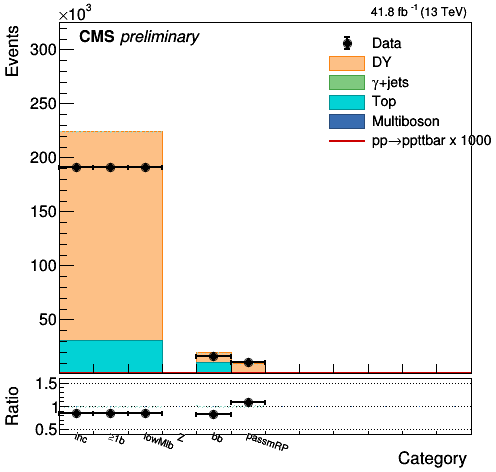 ×10³
41.8 fb ⁻¹ (13 TeV)
Events
CMS preliminary
Data
DY
γ+jets
Top
Multiboson
pp→ppttbar x 1000
300
250
200
150
100
50
Ratio
1.5
1
0.5
inc
≥1b
lowMlb
Z
bb
passmRP
Category